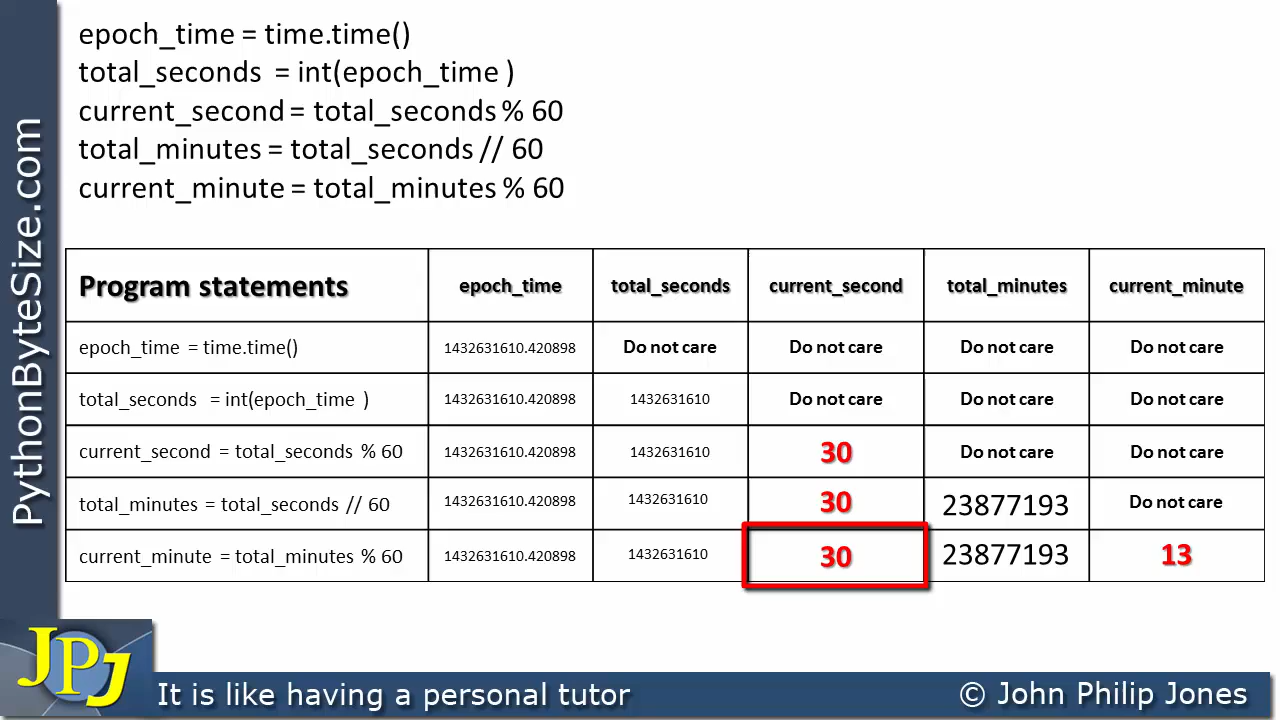 epoch_time = time.time()
total_seconds = int(epoch_time )
current_second = total_seconds % 60
total_minutes = total_seconds // 60
current_minute = total_minutes % 60
Program statements epoch_time total_seconds current_second total_minutes current_minute
epoch_time = time.time() 1432631610.420898 Do not care Do not care Do not care Do not care
total_seconds = int(epoch_time ) 1432631610.420898 1432631610 Do not care Do not care Do not care
current_second = total_seconds % 60 1432631610.420898 1432631610 30 Do not care Do not care
total_minutes = total_seconds // 60 1432631610.420898 1432631610 30 23877193 Do not care
current_minute = total_minutes % 60 1432631610.420898 1432631610 30 23877193 13
PythonByteSize.com
JPJ
It is like having a personal tutor
© John Philip Jones